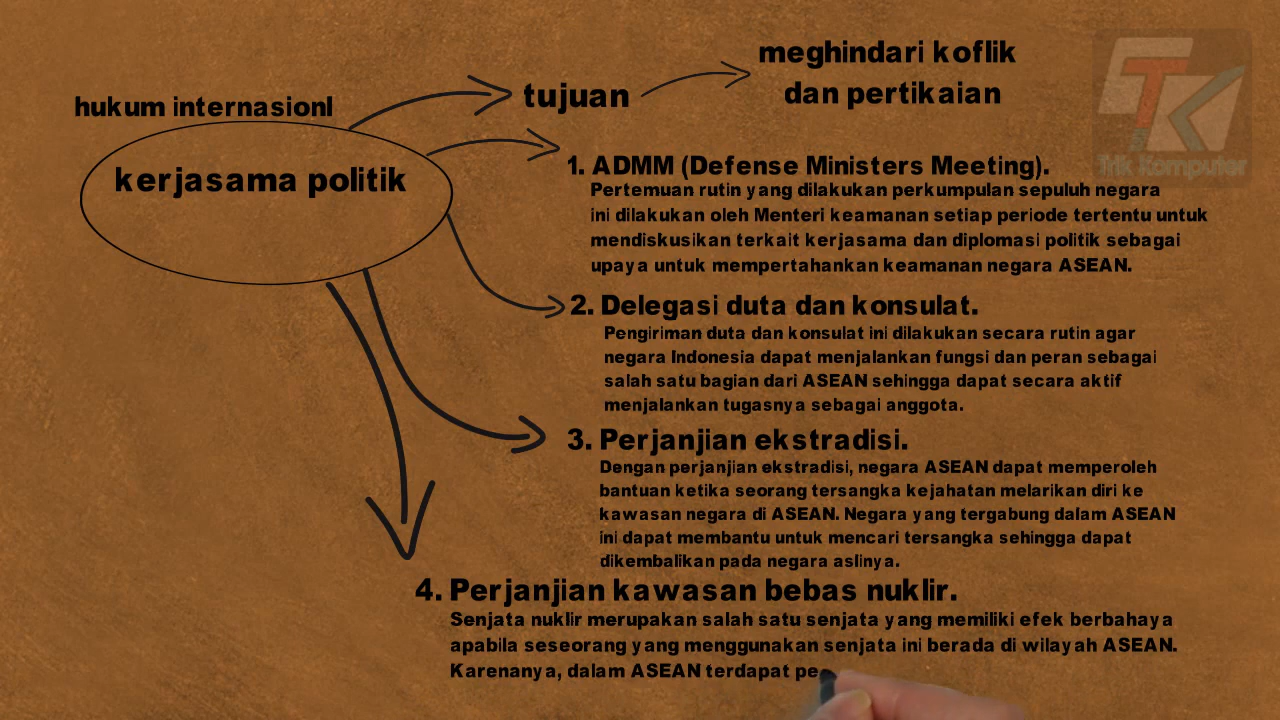 meghindari koflik
dan pertikaian
tujuan
hukum internasionl
kerjasama politik
1. ADMM (Defense Ministers Meeting).
Pertemuan rutin yang dilakukan perkumpulan sepuluh negara
ini dilakukan oleh Menteri keamanan setiap periode tertentu untuk
mendiskusikan terkait kerjasama dan diplomasi politik sebagai
upaya untuk mempertahankan keamanan negara ASEAN.
2. Delegasi duta dan konsulat.
Pengiriman duta dan konsulat ini dilakukan secara rutin agar
negara Indonesia dapat menjalankan fungsi dan peran sebagai
salah satu bagian dari ASEAN sehingga dapat secara aktif
menjalankan tugasnya sebagai anggota.
3. Perjanjian ekstradisi.
Dengan perjanjian ekstradisi, negara ASEAN dapat memperoleh
bantuan ketika seorang tersangka kejahatan melarikan diri ke
kawasan negara di ASEAN. Negara yang tergabung dalam ASEAN
ini dapat membantu untuk mencari tersangka sehingga dapat
dikembalikan pada negara aslinya.
4. Perjanjian kawasan bebas nuklir.
Senjata nuklir merupakan salah satu senjata yang memiliki efek berbahaya
apabila seseorang yang menggunakan senjata ini berada di wilayah ASEAN.
Karenanya, dalam ASEAN terdapat pe
TK
Trik Komputer